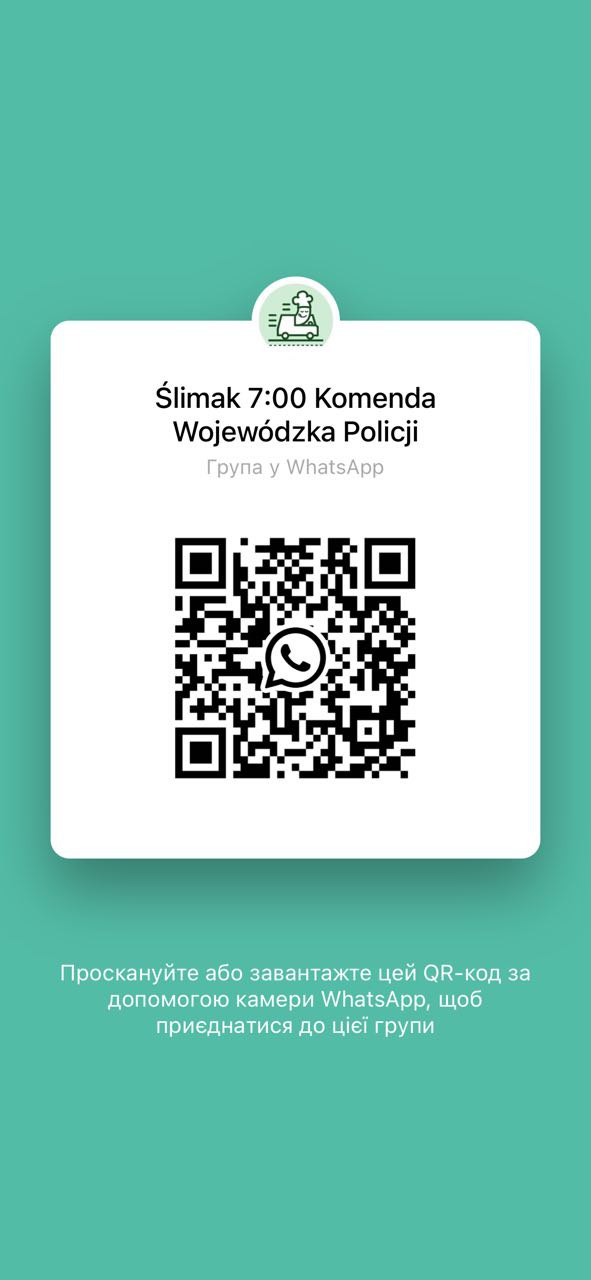 Ślimak 7:00 Komenda
Wojewódzka Policji
Група у WhatsApp
Проскануйте або завантажте цей QR-код за
допомогою камери WhatsApp, щоб
приєднатися до цієї групи